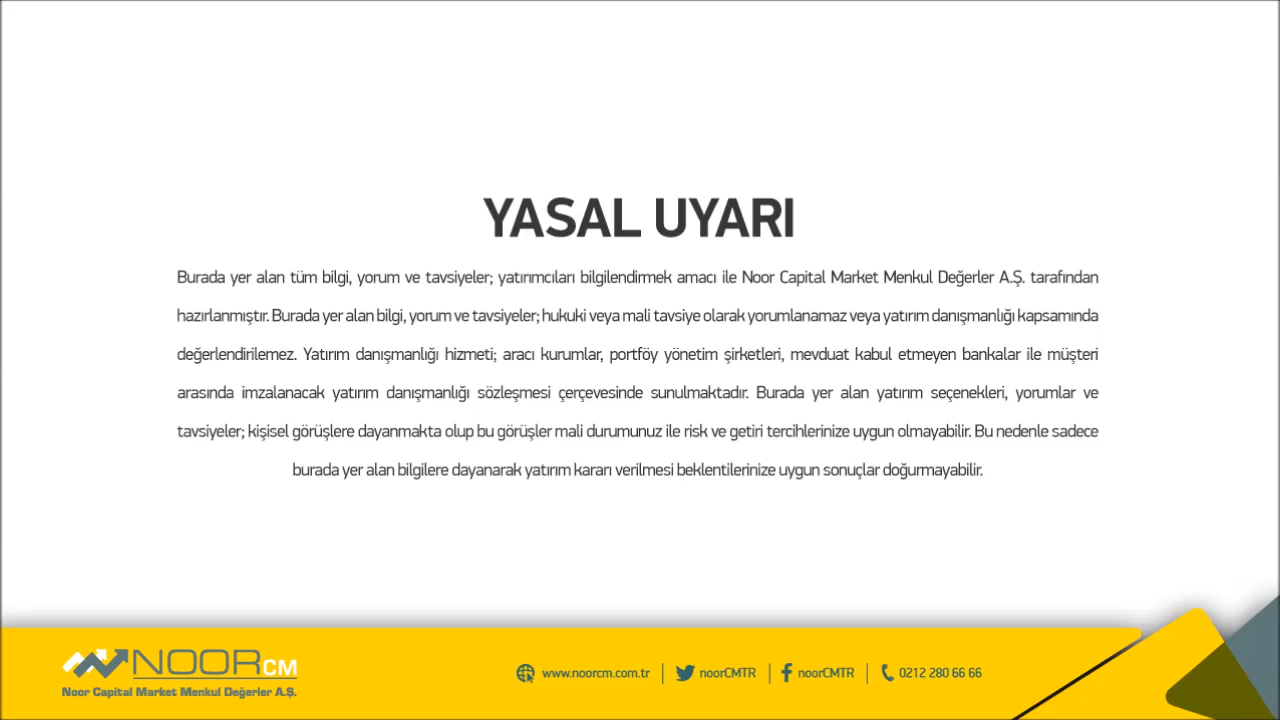 YASAL UYARI
Burada yer alan tüm bilgi, yorum ve tavsiyeler; yatırımcıları bilgilendirmek amacı ile Noor Capital Market Menkul Değerler A.Ş. tarafından
hazırlanmıştır. Burada yer alan bilgi, yorum ve tavsiyeler; hukuki veya mali tavsiye olarak yorumlanamaz veya yatırım danışmanlığı kapsamında
değerlendirilemez. Yatırım danışmanlığı hizmeti; aracı kurumlar, portföy yönetim şirketleri, mevduat kabul etmeyen bankalar ile müşteri
arasında imzalanacak yatırım danışmanlığı sözleşmesi çerçevesinde sunulmaktadır. Burada yer alan yatırım seçenekleri, yorumlar ve
tavsiyeler; kişisel görüşlere dayanmakta olup bu görüşler mali durumunuz ile risk ve getiri tercihlerinize uygun olmayabilir. Bu nedenle sadece
burada yer alan bilgilere dayanarak yatırım kararı verilmesi beklentilerinize uygun sonuçlar doğurmayabilir.
NOORCM
Noor Capital Market Menkul Değerler A.Ş.
www.noorcm.com.tr | noorCMTR | noorCMTR | 0212 280 66 66